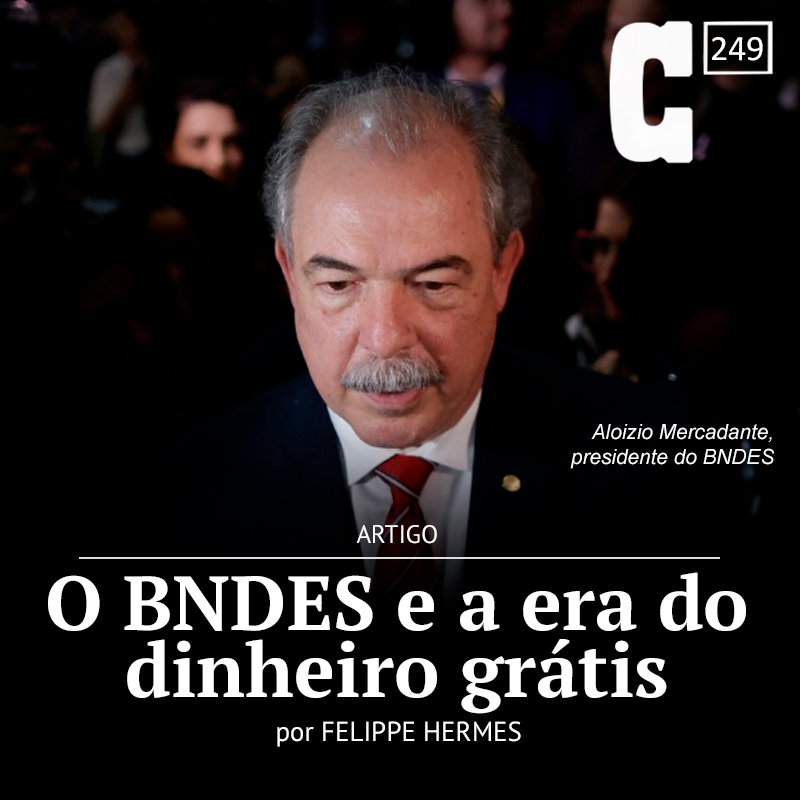 C
249
Aloizio Mercadante,
presidente do BNDES
ARTIGO
O BNDES e a era do
dinheiro grátis
por FELIPPE HERMES